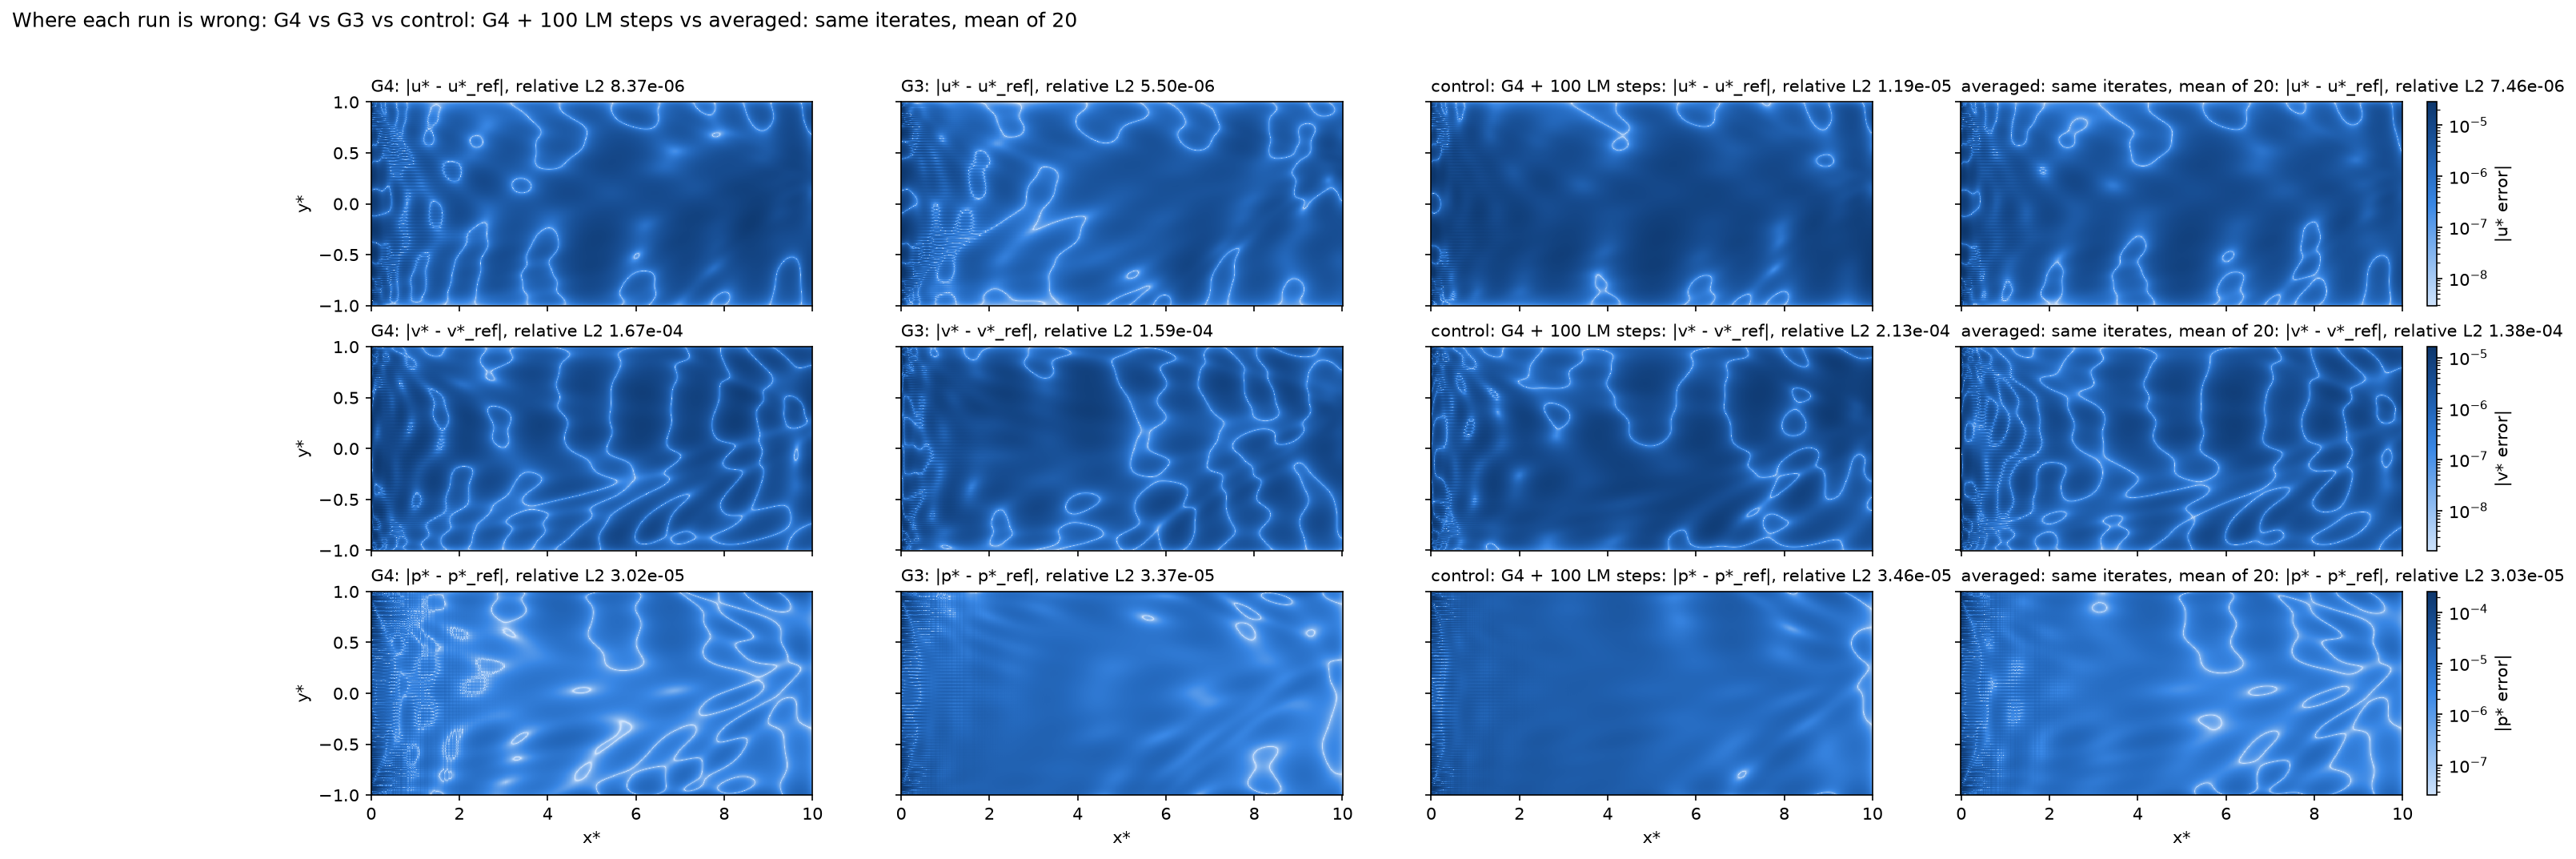 Where each run is wrong: G4 vs G3 vs control: G4 + 100 LM steps vs averaged: same iterates, mean of 20
G4: |u* - u*_ref|, relative L2 8.37e-06
G3: |u* - u*_ref|, relative L2 5.50e-06
control: G4 + 100 LM steps: |u* - u*_ref|, relative L2 1.19e-05
averaged: same iterates, mean of 20: |u* - u*_ref|, relative L2 7.46e-06
1.0
0.5
0.0
−0.5
−1.0
y*
10⁻⁵
10⁻⁶
10⁻⁷
10⁻⁸
|u* error|
G4: |v* - v*_ref|, relative L2 1.67e-04
G3: |v* - v*_ref|, relative L2 1.59e-04
control: G4 + 100 LM steps: |v* - v*_ref|, relative L2 2.13e-04
averaged: same iterates, mean of 20: |v* - v*_ref|, relative L2 1.38e-04
1.0
0.5
0.0
−0.5
−1.0
y*
10⁻⁵
10⁻⁶
10⁻⁷
10⁻⁸
|v* error|
G4: |p* - p*_ref|, relative L2 3.02e-05
G3: |p* - p*_ref|, relative L2 3.37e-05
control: G4 + 100 LM steps: |p* - p*_ref|, relative L2 3.46e-05
averaged: same iterates, mean of 20: |p* - p*_ref|, relative L2 3.03e-05
1.0
0.5
0.0
−0.5
−1.0
y*
10⁻⁴
10⁻⁵
10⁻⁶
10⁻⁷
|p* error|
0 2 4 6 8 10
0 2 4 6 8 10
0 2 4 6 8 10
0 2 4 6 8 10
x*
x*
x*
x*